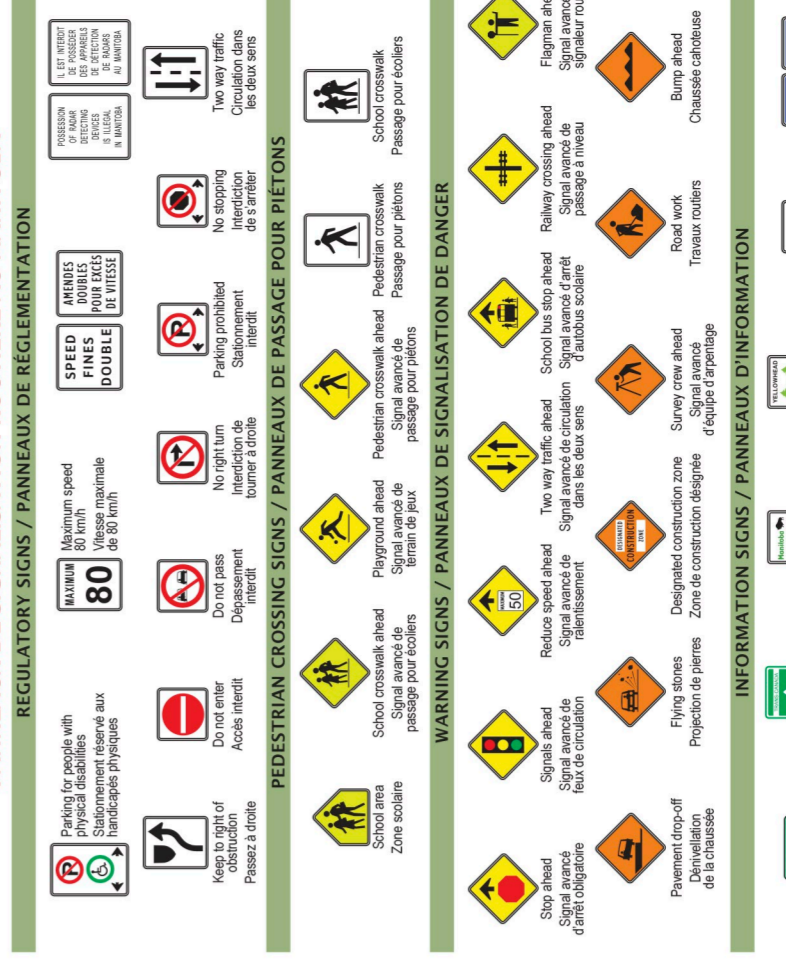 REGULATORY SIGNS / PANNEAUX DE RÉGLEMENTATION
Parking for people with
physical disabilities
Stationnement réservé aux
handicapés physiques
MAXIMUM
80
Maximum speed
80 km/h
Vitesse maximale
de 80 km/h
SPEED
FINES
DOUBLE
AMENDES
DOUBLES
POUR EXCÈS
DE VITESSE
POSSESSION
OF RADAR
DETECTING
DEVICES
IS ILLEGAL
IN MANITOBA
IL EST INTERDIT
DE POSSÉDER
DES APPAREILS
DE DÉTECTION
DE RADARS
AU MANITOBA
Keep to right of
obstruction
Passez à droite
Do not enter
Accès interdit
Do not pass
Dépassement
interdit
No right turn
Interdiction de
tourner à droite
P
Parking prohibited
Stationnement
interdit
No stopping
Interdiction
de s'arrêter
Two way traffic
Circulation dans
les deux sens
PEDESTRIAN CROSSING SIGNS / PANNEAUX DE PASSAGE POUR PIÉTONS
School area
Zone scolaire
School crosswalk ahead
Signal avancé de
passage pour écoliers
Playground ahead
Signal avancé de
terrain de jeux
Pedestrian crosswalk ahead
Signal avancé de
passage pour piétons
Pedestrian crosswalk
Passage pour piétons
School crosswalk
Passage pour écoliers
WARNING SIGNS / PANNEAUX DE SIGNALISATION DE DANGER
Stop ahead
Signal avancé
d'arrêt obligatoire
Signals ahead
Signal avancé de
feux de circulation
MAXIMUM
50
Reduce speed ahead
Signal avancé de
ralentissement
Two way traffic ahead
Signal avancé de circulation
dans les deux sens
School bus stop ahead
Signal avancé d'arrêt
d'autobus scolaire
Railway crossing ahead
Signal avancé de
passage à niveau
Flagman ahe
Signal avancé
signaleur rou
Pavement drop-off
Dénivellation
de la chaussée
Flying stones
Projection de pierres
DESIGNATED
CONSTRUCTION
ZONE
Designated construction zone
Zone de construction désignée
Survey crew ahead
Signal avancé
d'équipe d'arpentage
Road work
Travaux routiers
Bump ahead
Chaussée cahoteuse
INFORMATION SIGNS / PANNEAUX D'INFORMATION
Manitoba
YELLOWHEAD